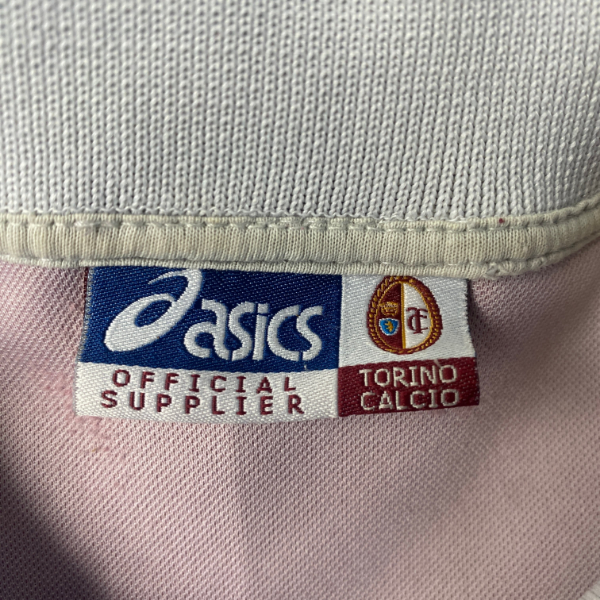 asics
OFFICIAL
SUPPLIER
TORINO
CALCIO